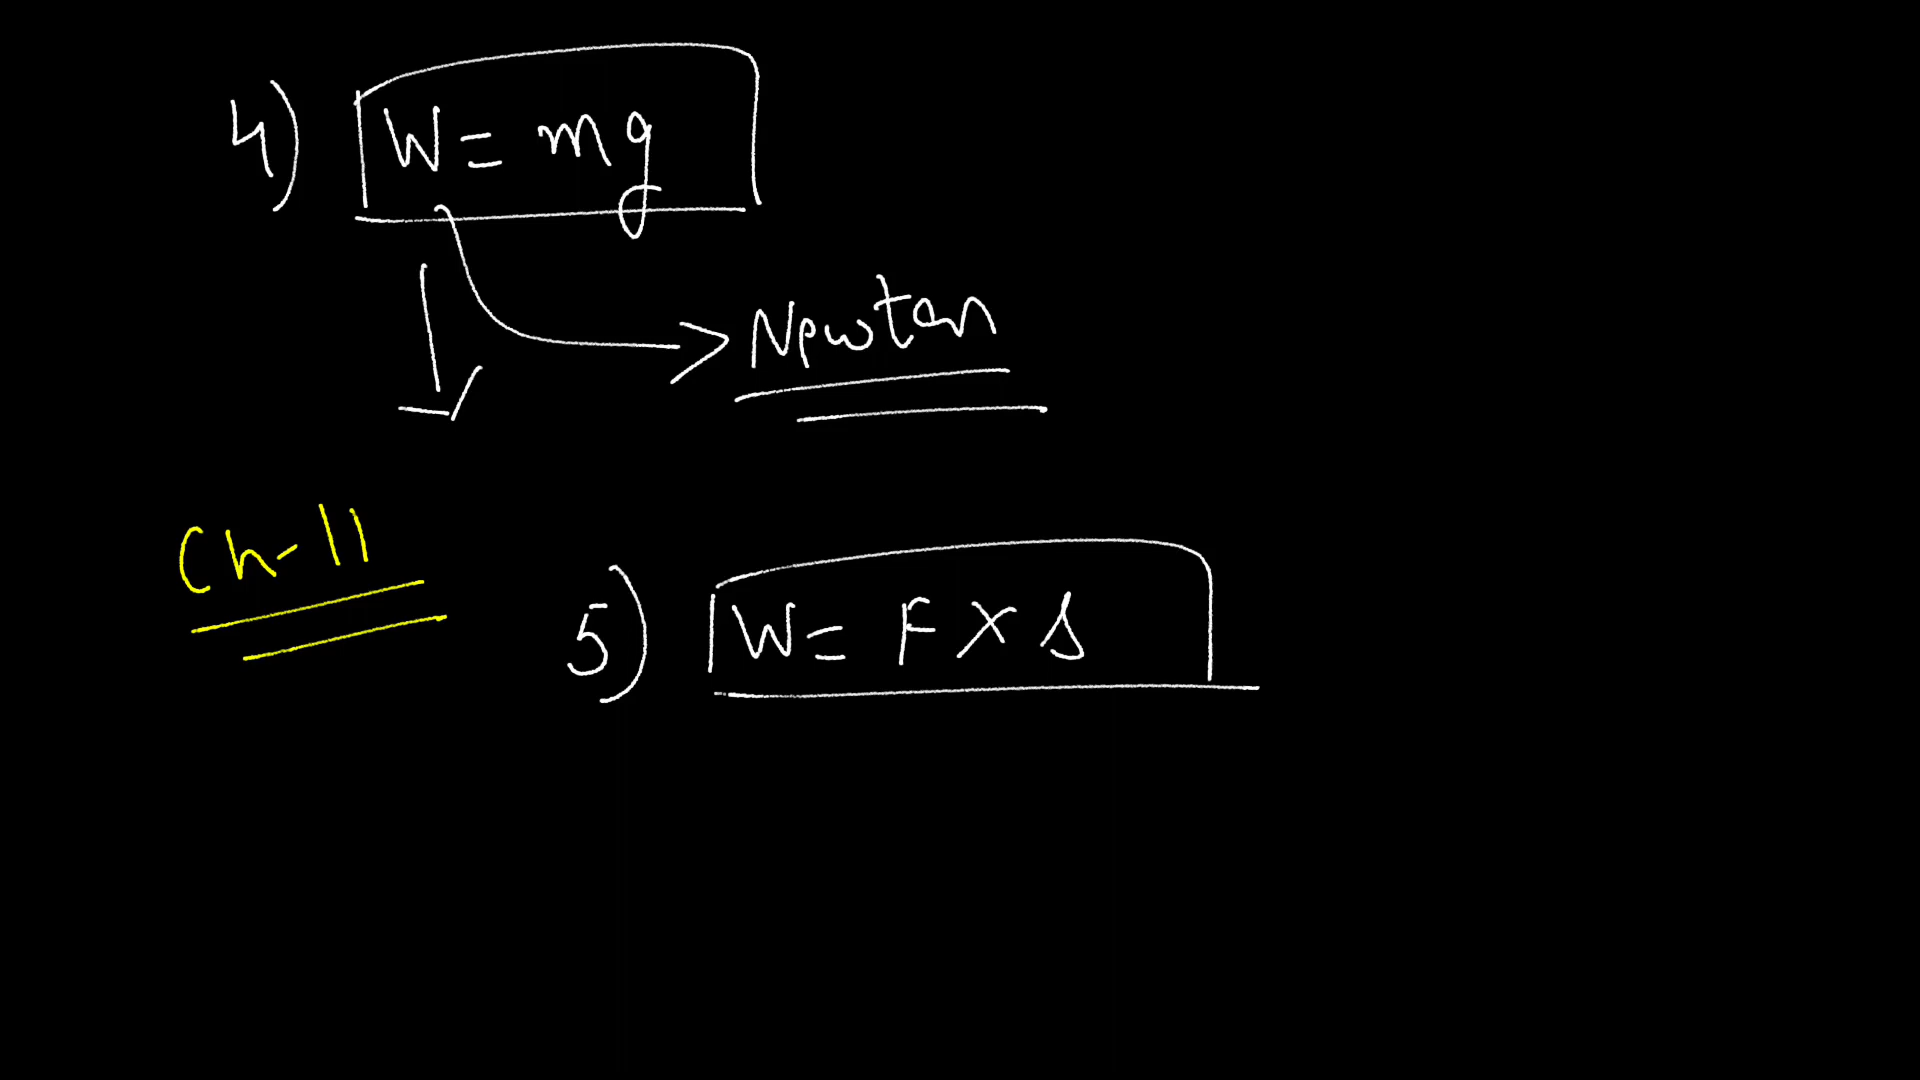 4) W = mg
Newton
Ch-11
5) W = F × s